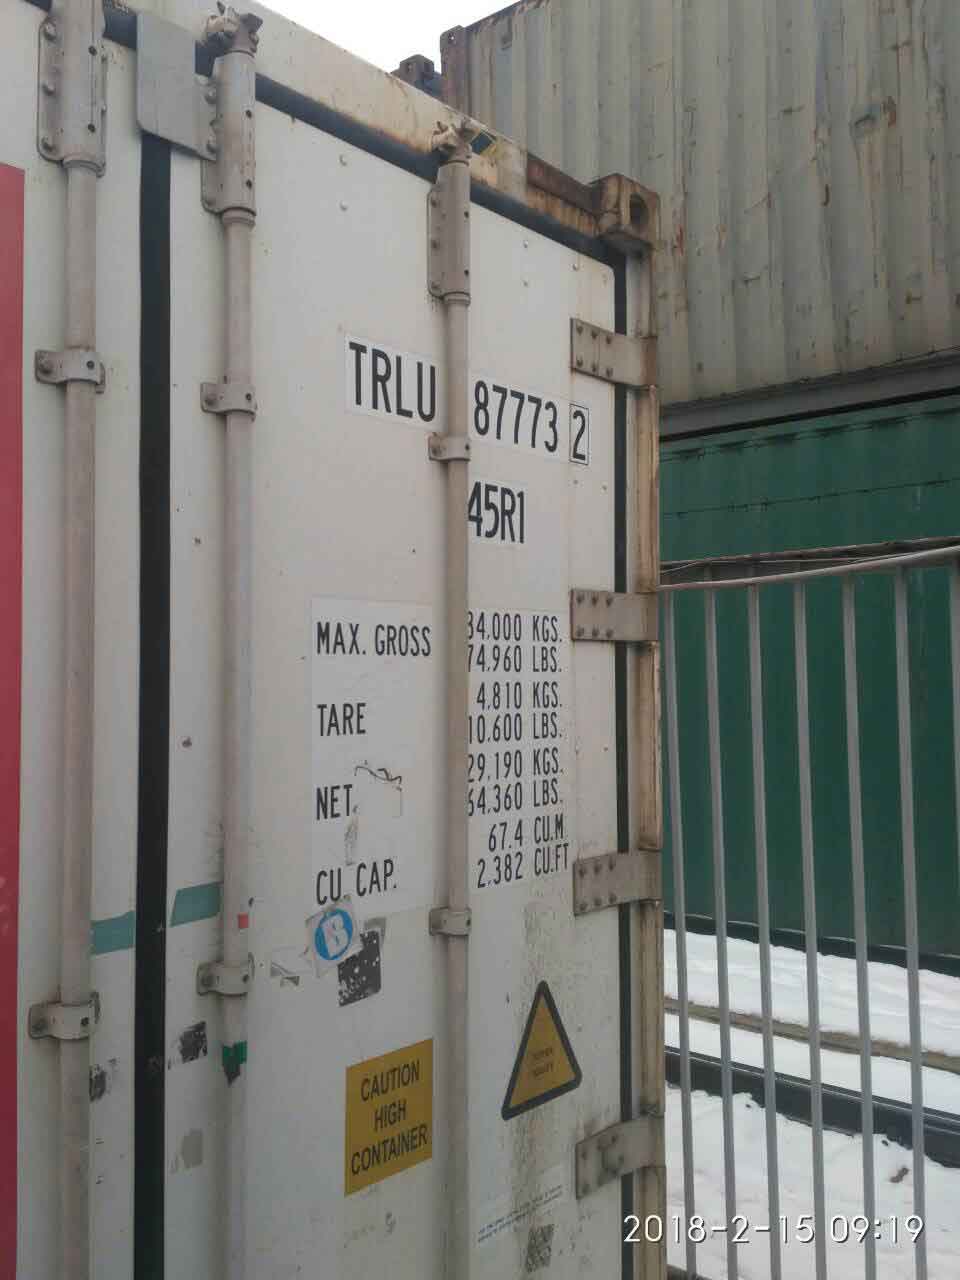 TRLU 87773 2
45R1
MAX. GROSS 34,000 KGS.
74,960 LBS.
TARE 4,810 KGS.
10,600 LBS.
NET 29,190 KGS.
64,360 LBS.
CU. CAP. 67.4 CU.M
2,382 CU.FT
B
CAUTION
HIGH
CONTAINER
2018-2-15 09:19